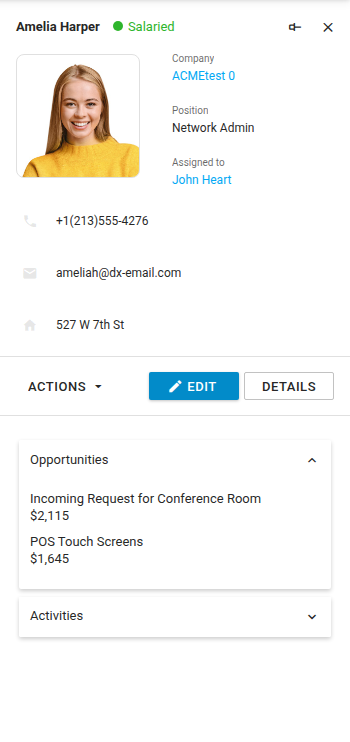 Amelia Harper Salaried
Company
ACMEtest 0
Position
Network Admin
Assigned to
John Heart
+1(213)555-4276
ameliah@dx-email.com
527 W 7th St
ACTIONS EDIT DETAILS
Opportunities
Incoming Request for Conference Room
$2,115
POS Touch Screens
$1,645
Activities